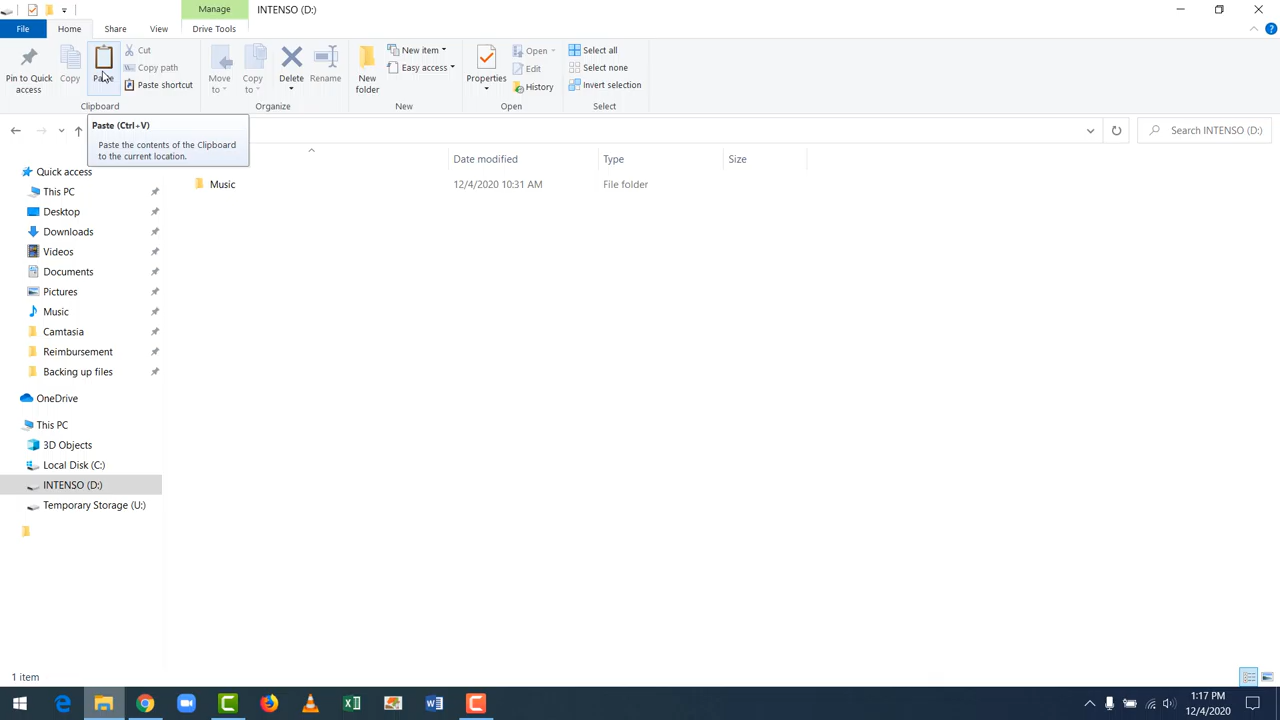 Manage
INTENSO (D:)
File
Home
Share
View
Drive Tools
Pin to Quick
access
Copy
Paste
Cut
Copy path
Paste shortcut
Clipboard
Move
to
Copy
to
Delete
Rename
Organize
New
folder
New item
Easy access
New
Properties
Open
Edit
History
Open
Select all
Select none
Invert selection
Select
Paste (Ctrl+V)
Paste the contents of the Clipboard
to the current location.
Search INTENSO (D:)
Date modified
Type
Size
Music
12/4/2020 10:31 AM
File folder
Quick access
This PC
Desktop
Downloads
Videos
Documents
Pictures
Music
Camtasia
Reimbursement
Backing up files
OneDrive
This PC
3D Objects
Local Disk (C:)
INTENSO (D:)
Temporary Storage (U:)
1 item
1:17 PM
12/4/2020